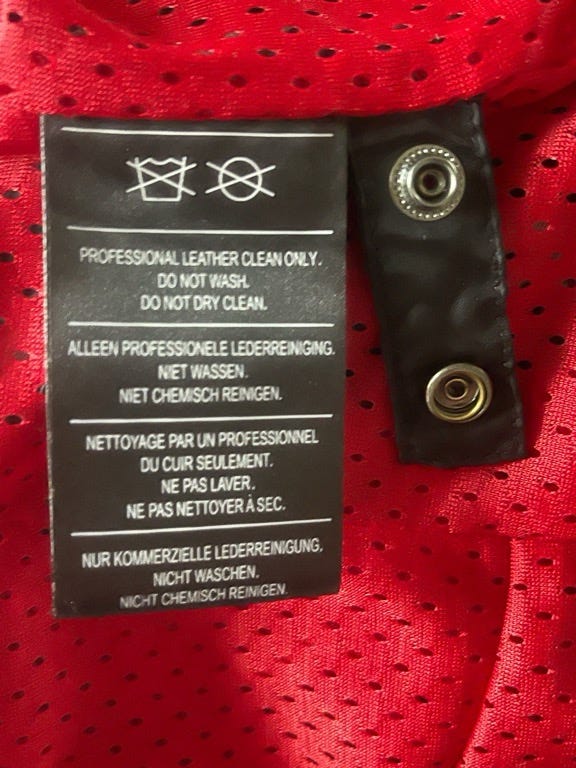 PROFESSIONAL LEATHER CLEAN ONLY.
DO NOT WASH.
DO NOT DRY CLEAN.
ALLEEN PROFESSIONELE LEDERREINIGING.
NIET WASSEN.
NIET CHEMISCH REINIGEN.
NETTOYAGE PAR UN PROFESSIONNEL
DU CUIR SEULEMENT.
NE PAS LAVER.
NE PAS NETTOYER À SEC.
NUR KOMMERZIELLE LEDERREINIGUNG.
NICHT WASCHEN.
NICHT CHEMISCH REINIGEN.